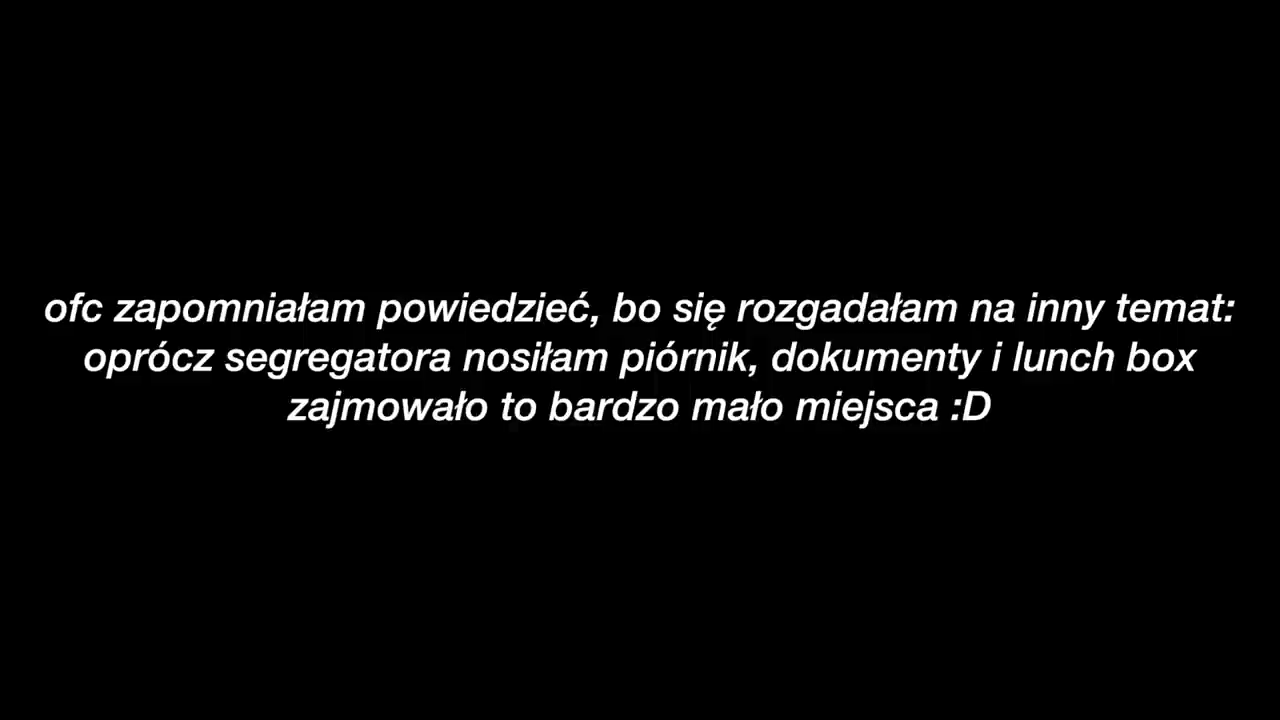 ofc zapomniałam powiedzieć, bo się rozgadałam na inny temat:
oprócz segregatora nosiłam piórnik, dokumenty i lunch box
zajmowało to bardzo mało miejsca :D